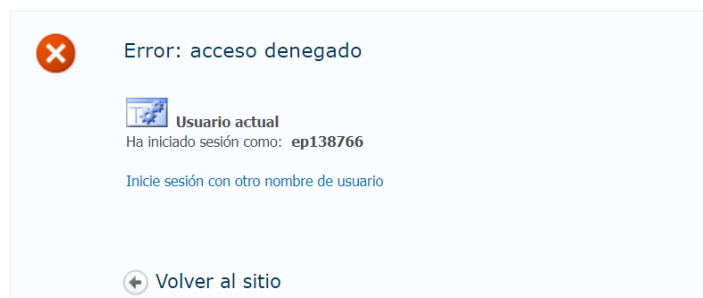 Error: acceso denegado
Usuario actual
Ha iniciado sesión como: ep138766
Inicie sesión con otro nombre de usuario
Volver al sitio